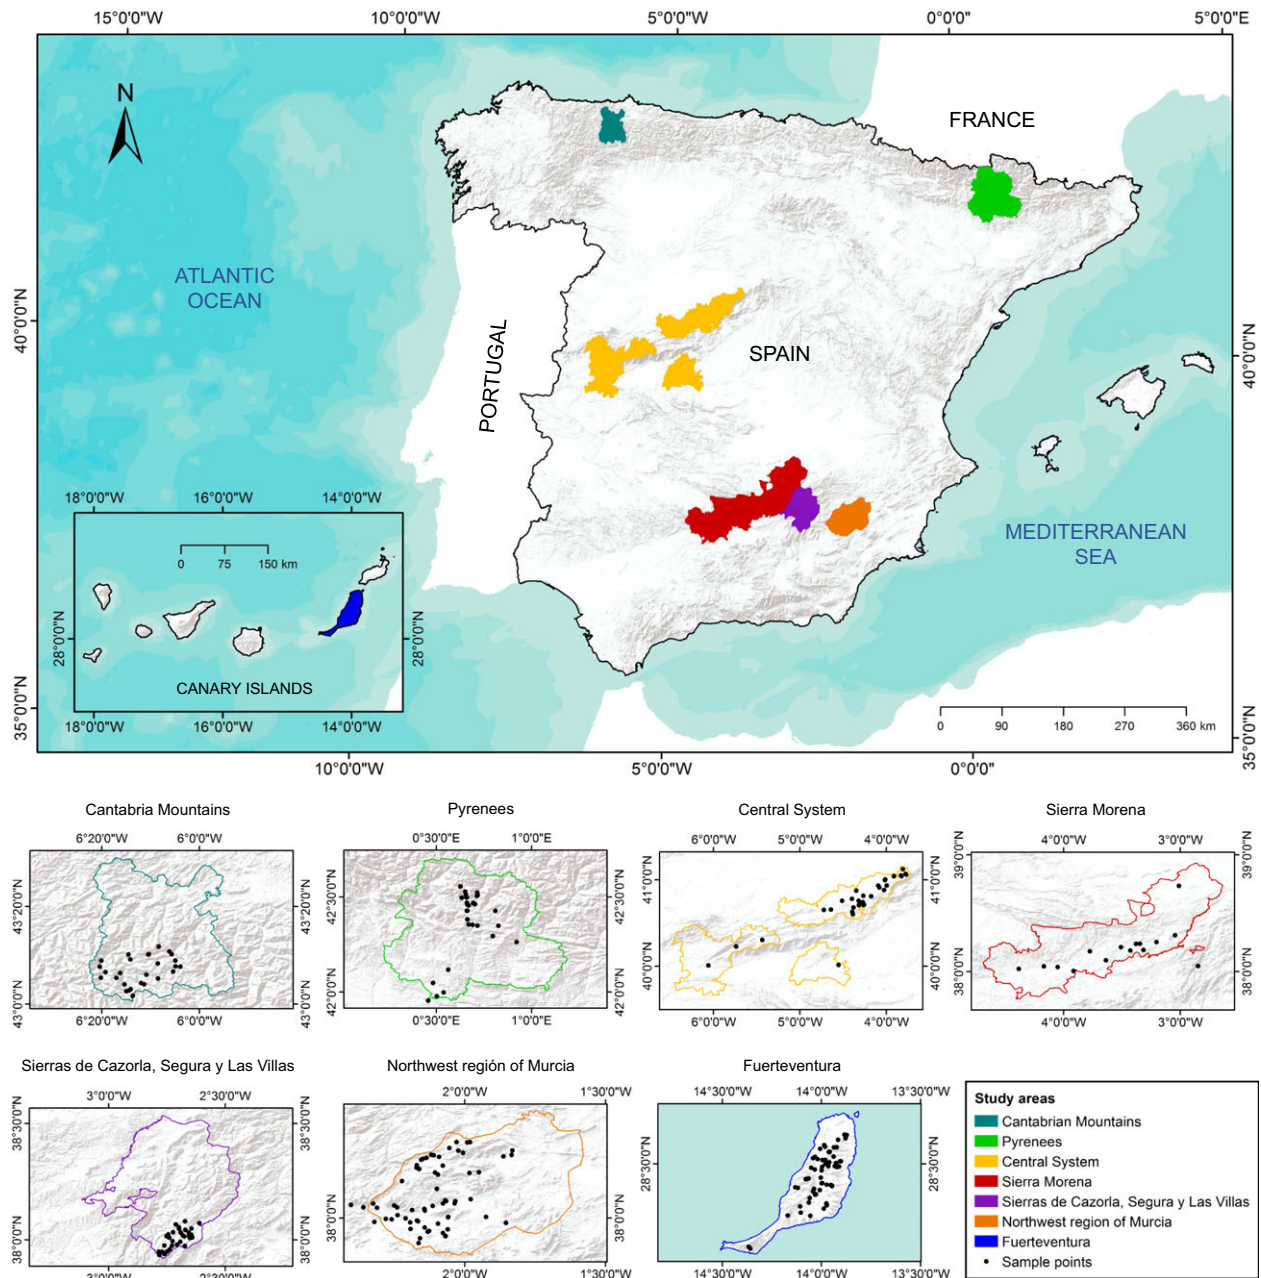 15°0'0"W 10°0'0"W 5°0'0"W 0°0'0" 5°0'0"E
N
FRANCE
ATLANTIC
OCEAN
40°0'0"N
PORTUGAL
SPAIN
40°0'0"N
18°0'0"W 16°0'0"W 14°0'0"W
0 75 150 km
MEDITERRANEAN
SEA
28°0'0"N
28°0'0"N
CANARY ISLANDS
18°0'0"W 16°0'0"W 14°0'0"W
35°0'0"N
0 90 180 270 360 km
35°0'0"N
10°0'0"W 5°0'0"W 0°0'0"
Cantabria Mountains
6°20'0"W 6°0'0"W
43°20'0"N
43°0'0"N
43°20'0"N
43°0'0"N
6°20'0"W 6°0'0"W
Pyrenees
0°30'0"E 1°0'0"E
42°30'0"N
42°0'0"N
42°30'0"N
42°0'0"N
0°30'0"E 1°0'0"E
Central System
6°0'0"W 5°0'0"W 4°0'0"W
41°0'0"N
40°0'0"N
41°0'0"N
40°0'0"N
6°0'0"W 5°0'0"W 4°0'0"W
Sierra Morena
4°0'0"W 3°0'0"W
39°0'0"N
38°0'0"N
39°0'0"N
38°0'0"N
4°0'0"W 3°0'0"W
Sierras de Cazorla, Segura y Las Villas
3°0'0"W 2°30'0"W
38°30'0"N
38°0'0"N
38°30'0"N
38°0'0"N
3°0'0"W 2°30'0"W
Northwest región of Murcia
2°0'0"W 1°30'0"W
38°0'0"N
38°0'0"N
2°0'0"W 1°30'0"W
Fuerteventura
14°30'0"W 14°0'0"W 13°30'0"W
28°30'0"N
28°30'0"N
14°30'0"W 14°0'0"W 13°30'0"W
Study areas
Cantabrian Mountains
Pyrenees
Central System
Sierra Morena
Sierras de Cazorla, Segura y Las Villas
Northwest region of Murcia
Fuerteventura
Sample points